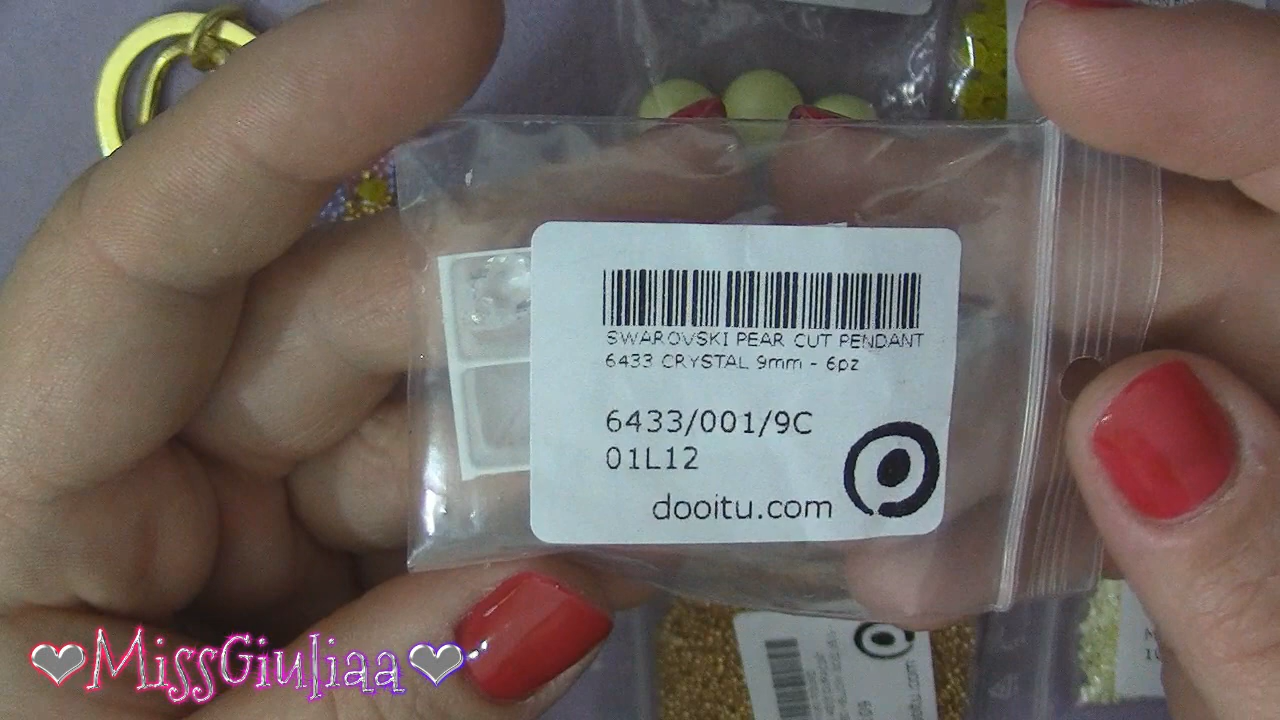 SWAROVSKI PEAR CUT PENDANT
6433 CRYSTAL 9mm - 6pz
6433/001/9C
01L12
dooitu.com
❤MissGiuliaa❤